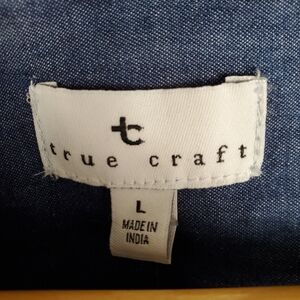 tc
true craft
L
MADE IN
INDIA